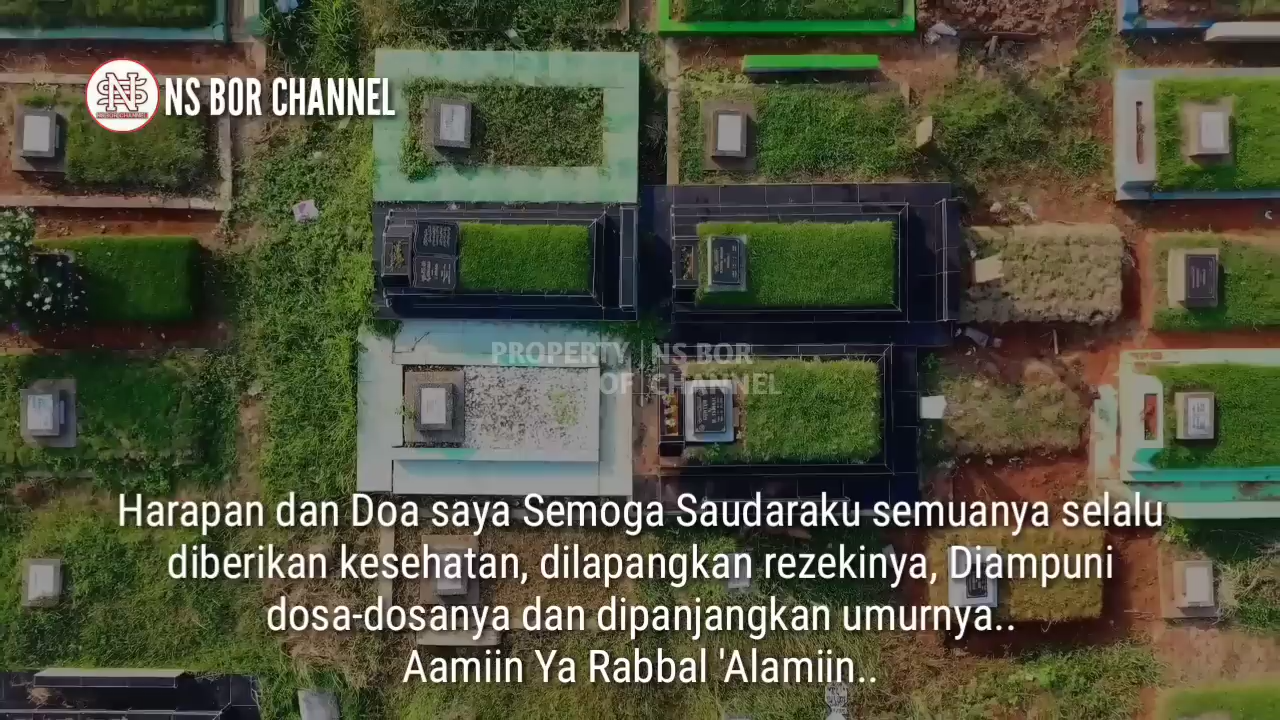 NS BOR CHANNEL
PROPERTY OF
NS BOR CHANNEL
Harapan dan Doa saya Semoga Saudaraku semuanya selalu
diberikan kesehatan, dilapangkan rezekinya, Diampuni
dosa-dosanya dan dipanjangkan umurnya..
Aamiin Ya Rabbal 'Alamiin..